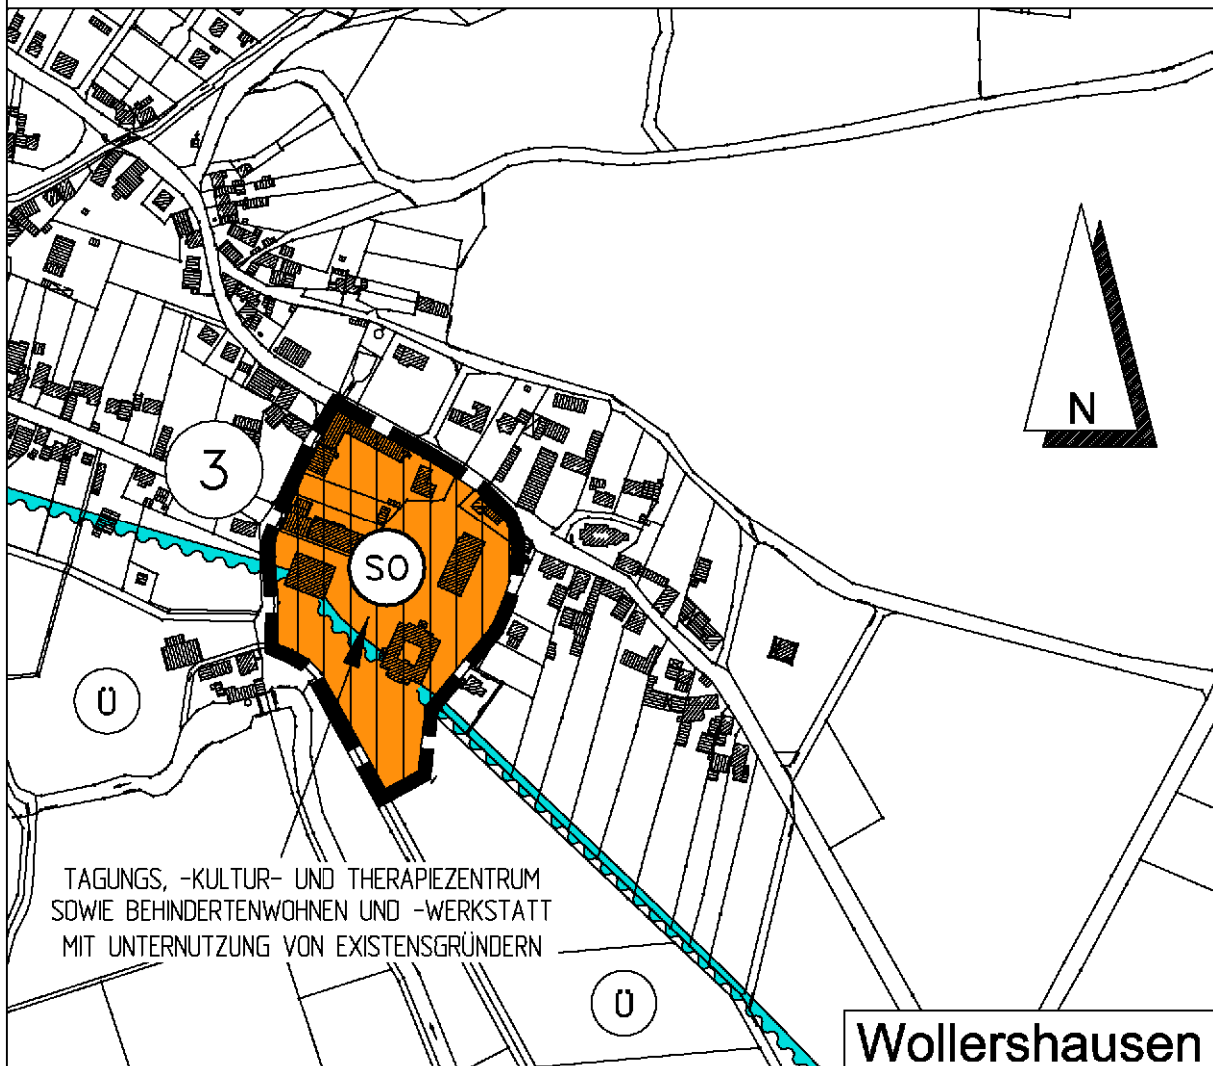 N
3
SO
Ü
TAGUNGS, -KULTUR- UND THERAPIEZENTRUM
SOWIE BEHINDERTENWOHNEN UND -WERKSTATT
MIT UNTERNUTZUNG VON EXISTENSGRÜNDERN
Ü
Wollershausen